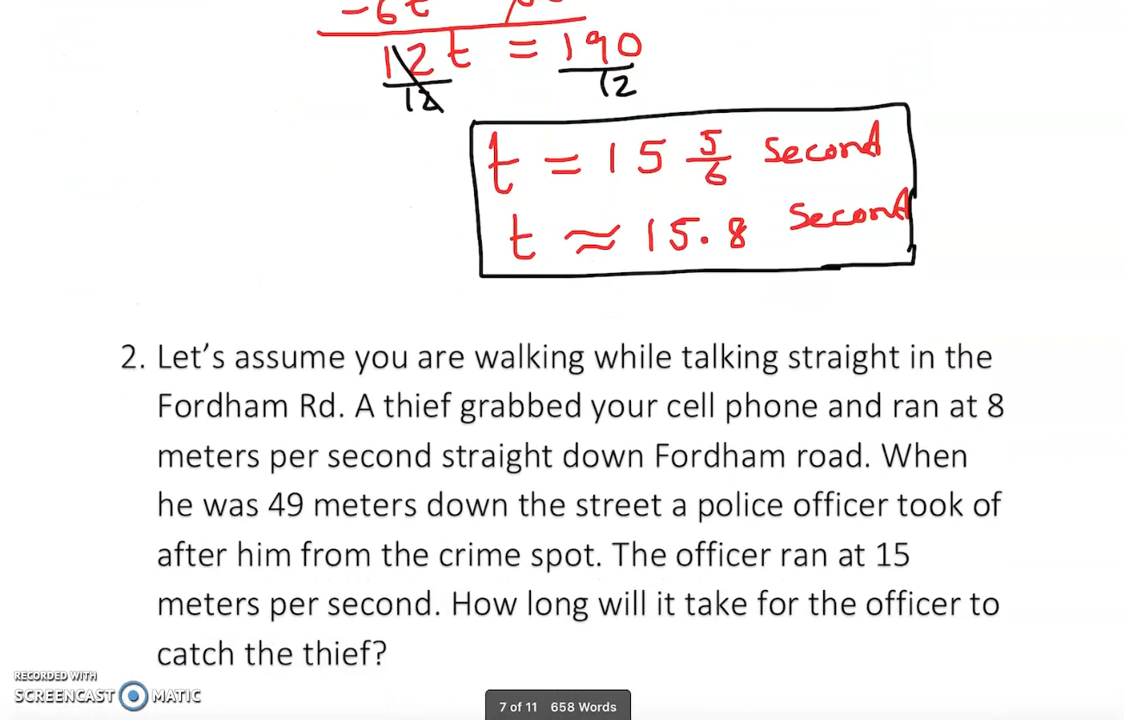 -6t
12t = 190
12 12
t = 15 5/6 second
t ≈ 15.8 second
2. Let's assume you are walking while talking straight in the
Fordham Rd. A thief grabbed your cell phone and ran at 8
meters per second straight down Fordham road. When
he was 49 meters down the street a police officer took of
after him from the crime spot. The officer ran at 15
meters per second. How long will it take for the officer to
catch the thief?
RECORDED WITH
SCREENCAST MATIC
7 of 11 658 Words